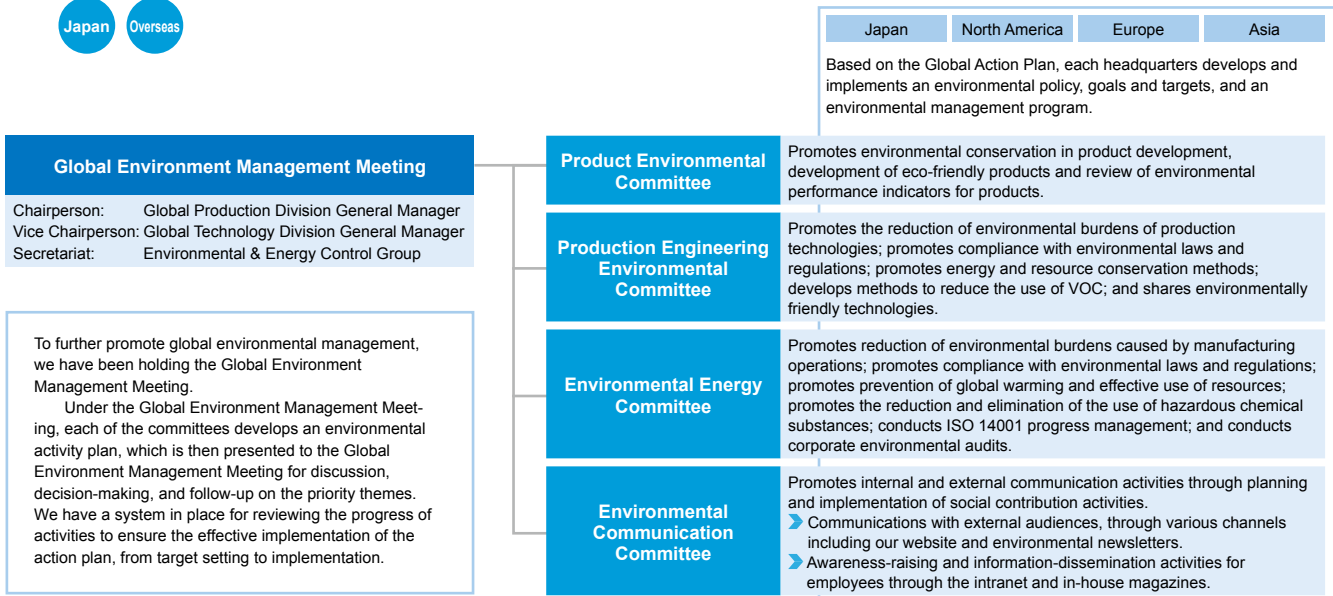 Japan
Overseas
Japan
North America
Europe
Asia
Based on the Global Action Plan, each headquarters develops and
implements an environmental policy, goals and targets, and an
environmental management program.
Global Environment Management Meeting
Chairperson: Global Production Division General Manager
Vice Chairperson: Global Technology Division General Manager
Secretariat: Environmental & Energy Control Group
To further promote global environmental management,
we have been holding the Global Environment
Management Meeting.
Under the Global Environment Management Meet-
ing, each of the committees develops an environmental
activity plan, which is then presented to the Global
Environment Management Meeting for discussion,
decision-making, and follow-up on the priority themes.
We have a system in place for reviewing the progress of
activities to ensure the effective implementation of the
action plan, from target setting to implementation.
Product Environmental
Committee
Promotes environmental conservation in product development,
development of eco-friendly products and review of environmental
performance indicators for products.
Production Engineering
Environmental
Committee
Promotes the reduction of environmental burdens of production
technologies; promotes compliance with environmental laws and
regulations; promotes energy and resource conservation methods;
develops methods to reduce the use of VOC; and shares environmentally
friendly technologies.
Environmental Energy
Committee
Promotes reduction of environmental burdens caused by manufacturing
operations; promotes compliance with environmental laws and regulations;
promotes prevention of global warming and effective use of resources;
promotes the reduction and elimination of the use of hazardous chemical
substances; conducts ISO 14001 progress management; and conducts
corporate environmental audits.
Environmental
Communication
Committee
Promotes internal and external communication activities through planning
and implementation of social contribution activities.
Communications with external audiences, through various channels
including our website and environmental newsletters.
Awareness-raising and information-dissemination activities for
employees through the intranet and in-house magazines.